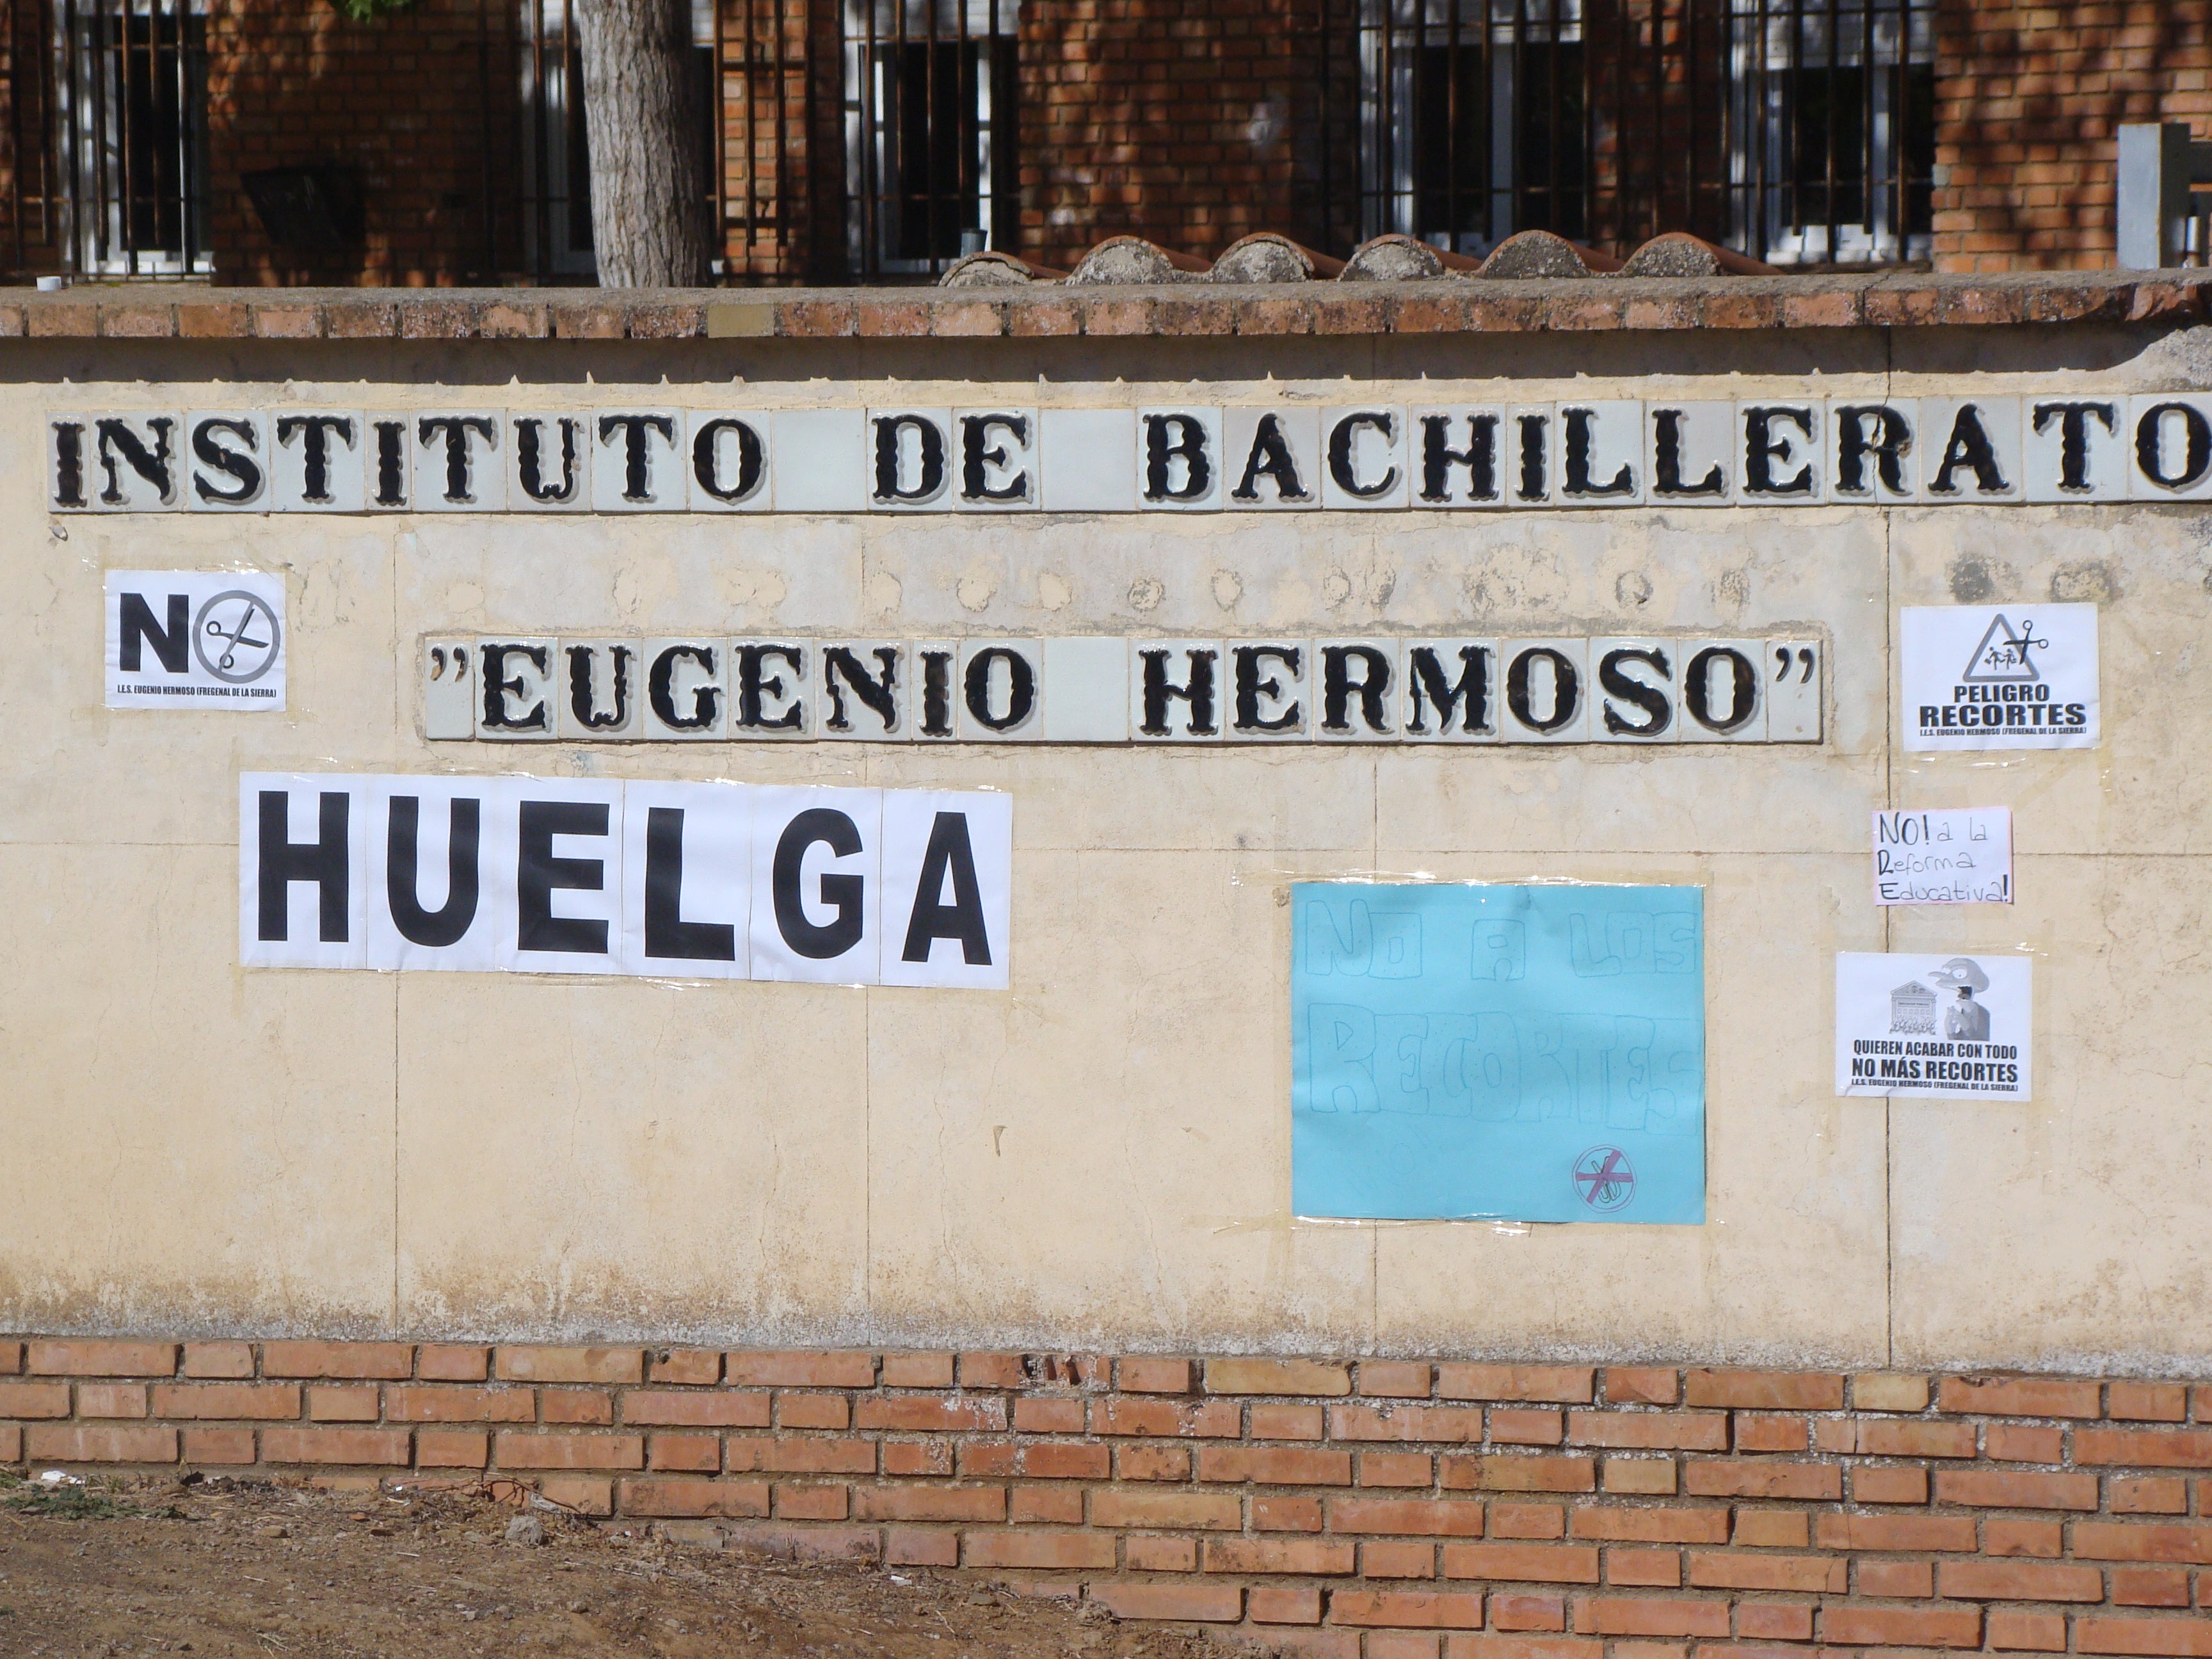 INSTITUTO DE BACHILLERATO
"EUGENIO HERMOSO"
NO
I.E.S. EUGENIO HERMOSO (FREGENAL DE LA SIERRA)
HUELGA
NO A LOS
RECORTES
PELIGRO
RECORTES
I.E.S. EUGENIO HERMOSO (FREGENAL DE LA SIERRA)
NO! a la
Reforma
Educativa!
QUIEREN ACABAR CON TODO
NO MÁS RECORTES
I.E.S. EUGENIO HERMOSO (FREGENAL DE LA SIERRA)